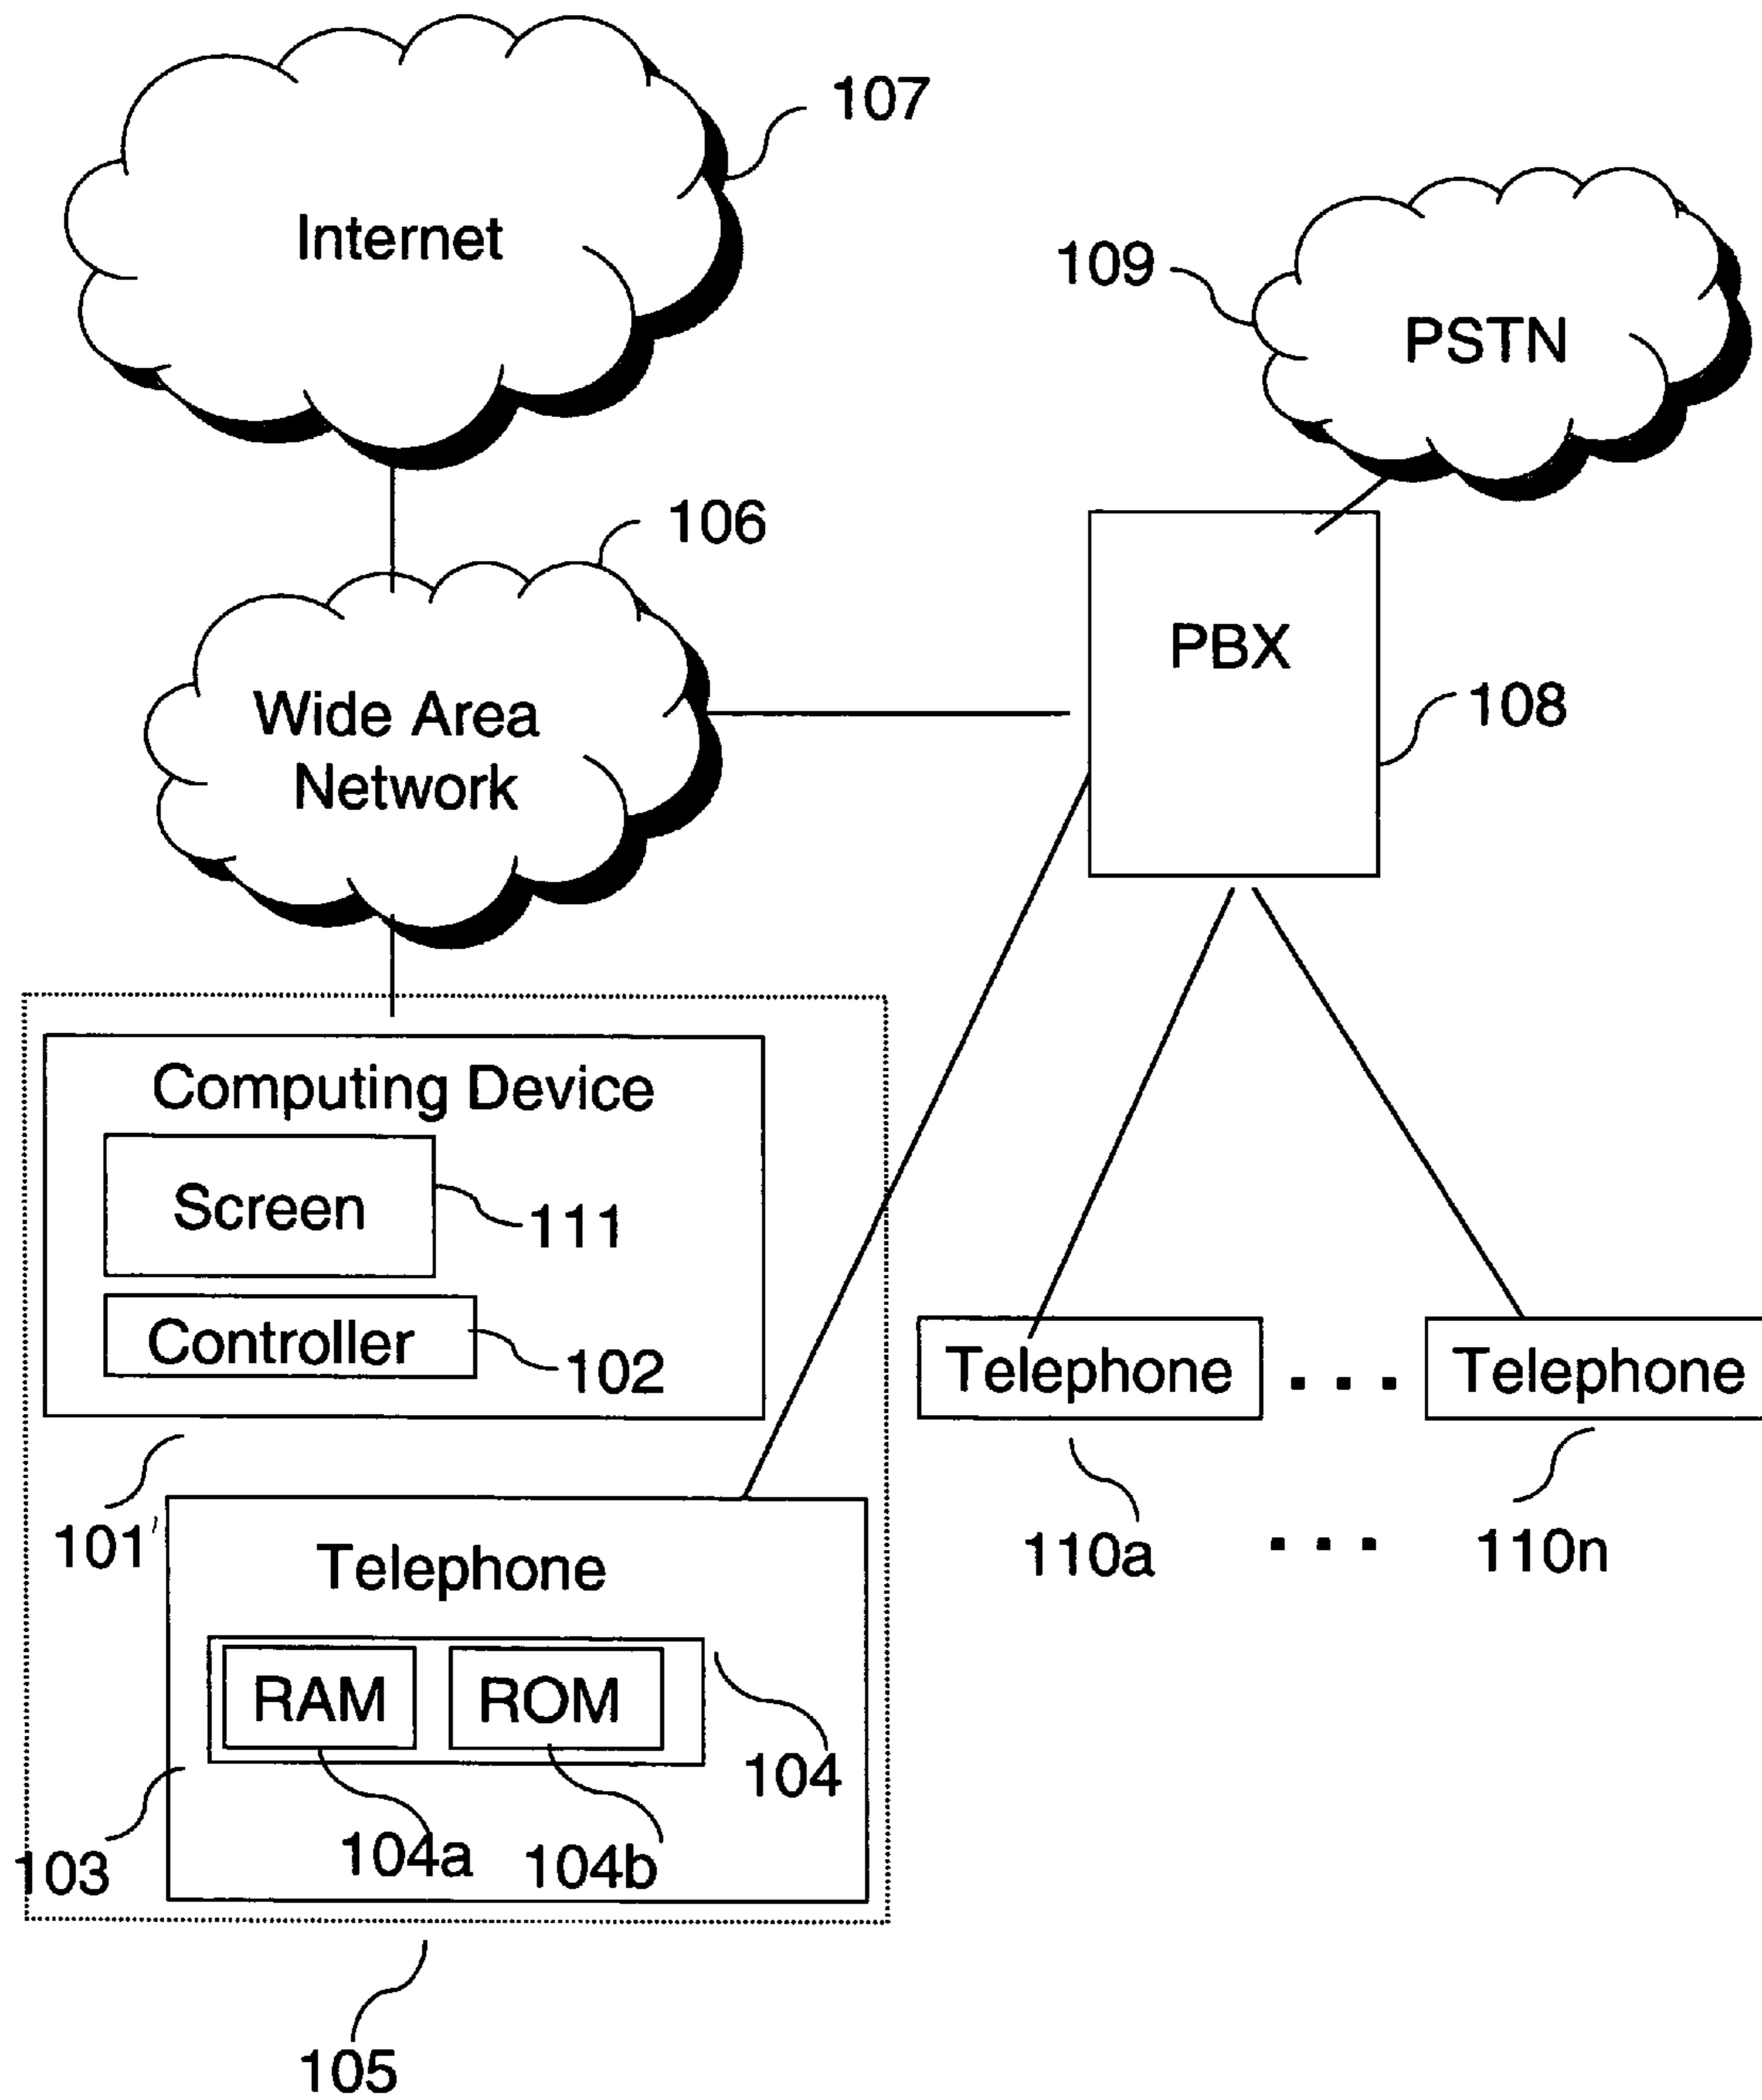 107
Internet
109
PSTN
106
PBX
Wide Area
Network
108
Computing Device
Screen
111
Controller
102
Telephone
...
Telephone
101
110a
...
110n
Telephone
RAM
ROM
104
103
104a
104b
105